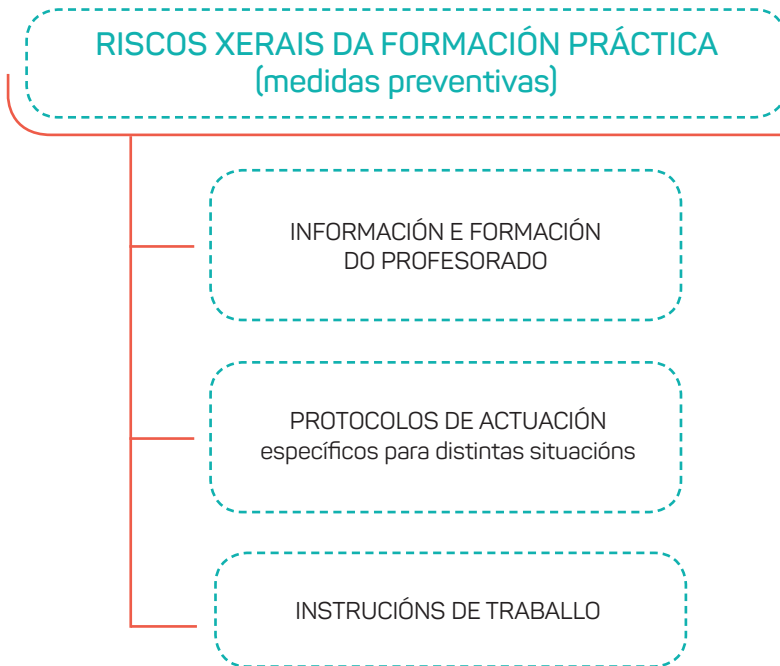 RISCOS XERAIS DA FORMACIÓN PRÁCTICA
(medidas preventivas)
INFORMACIÓN E FORMACIÓN
DO PROFESORADO
PROTOCOLOS DE ACTUACIÓN
específicos para distintas situacións
INSTRUCIÓNS DE TRABALLO